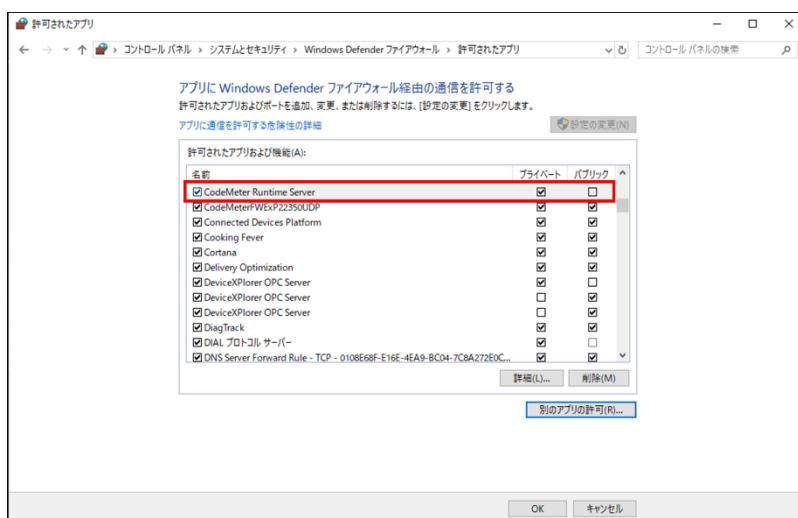 許可されたアプリ
コントロール パネル › システムとセキュリティ › Windows Defender ファイアウォール › 許可されたアプリ
コントロール パネルの検索
アプリに Windows Defender ファイアウォール経由の通信を許可する
許可されたアプリおよびポートを追加、変更、または削除するには、[設定の変更] をクリックします。
アプリに通信を許可する危険性の詳細
設定の変更(N)
許可されたアプリおよび機能(A):
名前 プライベート パブリック
CodeMeter Runtime Server
CodeMeterFWExP22350UDP
Connected Devices Platform
Cooking Fever
Cortana
Delivery Optimization
DeviceXPlorer OPC Server
DeviceXPlorer OPC Server
DeviceXPlorer OPC Server
DiagTrack
DIAL プロトコル サーバー
DNS Server Forward Rule - TCP - 0108E68F-E16E-4EA9-BC04-7C8A272E0C...
詳細(L)... 削除(M)
別のアプリの許可(R)...
OK キャンセル